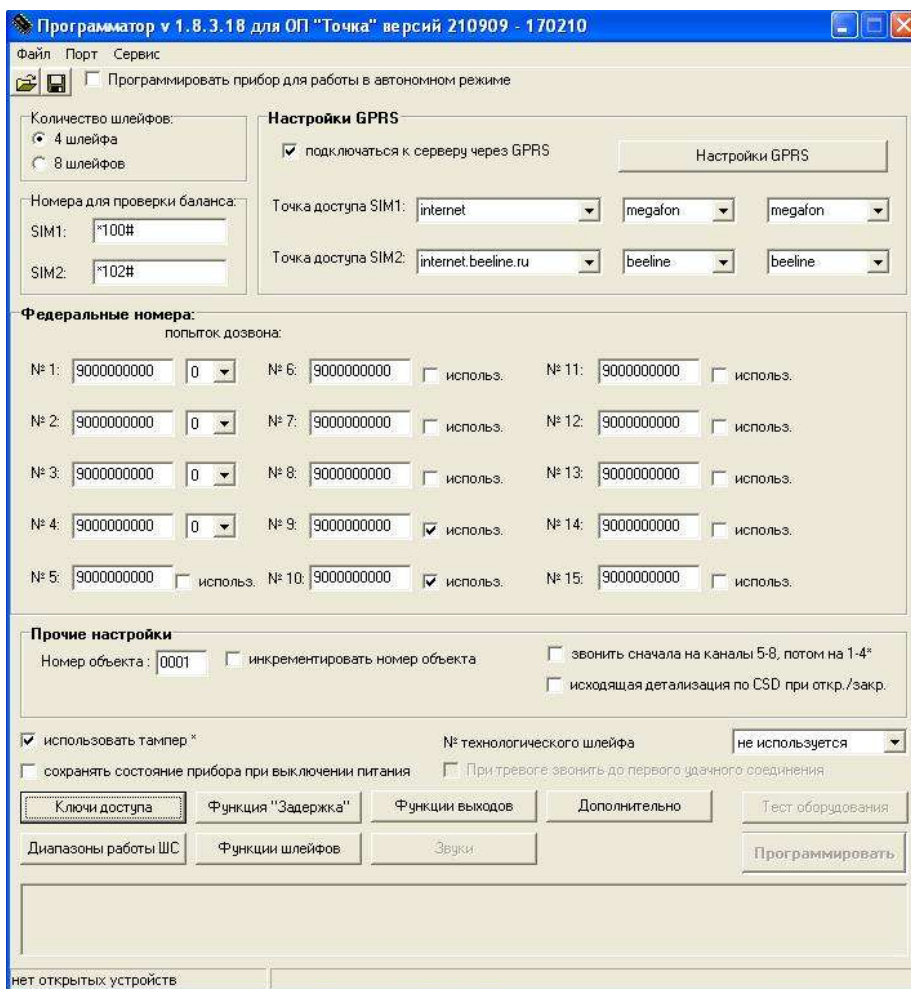 Программатор v 1.8.3.18 для ОП "Точка" версий 210909 - 170210
Файл Порт Сервис
Программировать прибор для работы в автономном режиме
Количество шлейфов:
4 шлейфа
8 шлейфов
Номера для проверки баланса:
SIM1: *100#
SIM2: *102#
Настройки GPRS
подключаться к серверу через GPRS
Настройки GPRS
Точка доступа SIM1: internet megafon megafon
Точка доступа SIM2: internet.beeline.ru beeline beeline
Федеральные номера:
попыток дозвона:
№ 1: 9000000000 0 № 6: 9000000000 использ. № 11: 9000000000 использ.
№ 2: 9000000000 0 № 7: 9000000000 использ. № 12: 9000000000 использ.
№ 3: 9000000000 0 № 8: 9000000000 использ. № 13: 9000000000 использ.
№ 4: 9000000000 0 № 9: 9000000000 использ. № 14: 9000000000 использ.
№ 5: 9000000000 использ. № 10: 9000000000 использ. № 15: 9000000000 использ.
Прочие настройки
Номер объекта : 0001 инкрементировать номер объекта
звонить сначала на каналы 5-8, потом на 1-4*
исходящая детализация по CSD при откр./закр.
использовать тампер * № технологического шлейфа не используется
сохранять состояние прибора при выключении питания При тревоге звонить до первого удачного соединения
Ключи доступа Функция "Задержка" Функции выходов Дополнительно Тест оборудования
Диапазоны работы ШС Функции шлейфов Звуки Программировать
нет открытых устройств